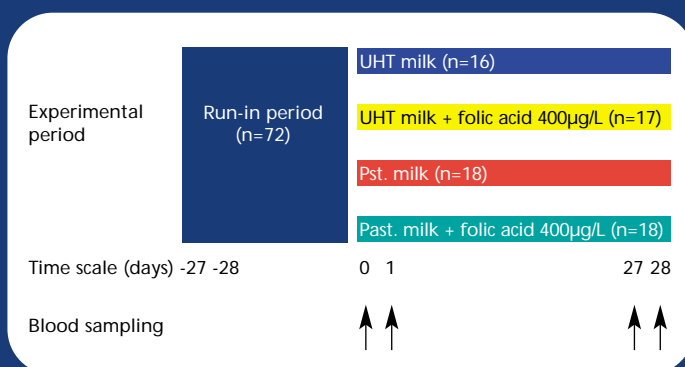 UHT milk (n=16)
Experimental
period
Run-in period
(n=72)
UHT milk + folic acid 400µg/L (n=17)
Pst. milk (n=18)
Past. milk + folic acid 400µg/L (n=18)
Time scale (days) -27 -28 0 1 27 28
Blood sampling